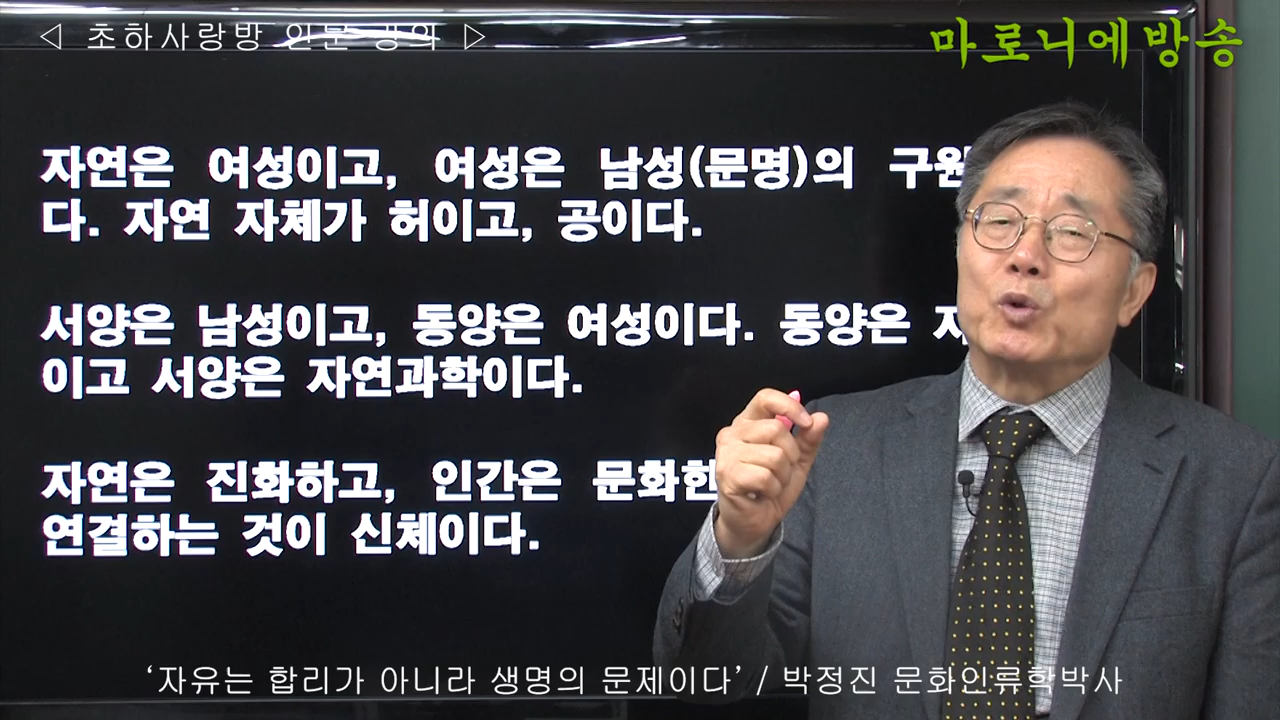 ◁ 초하사랑방 인문 강의 ▷
마로니에방송
자연은 여성이고, 여성은 남성(문명)의 구원
다. 자연 자체가 허이고, 공이다.
서양은 남성이고, 동양은 여성이다. 동양은
이고 서양은 자연과학이다.
자연은 진화하고, 인간은 문화한
연결하는 것이 신체이다.
‘자유는 합리가 아니라 생명의 문제이다’ / 박정진 문화인류학박사